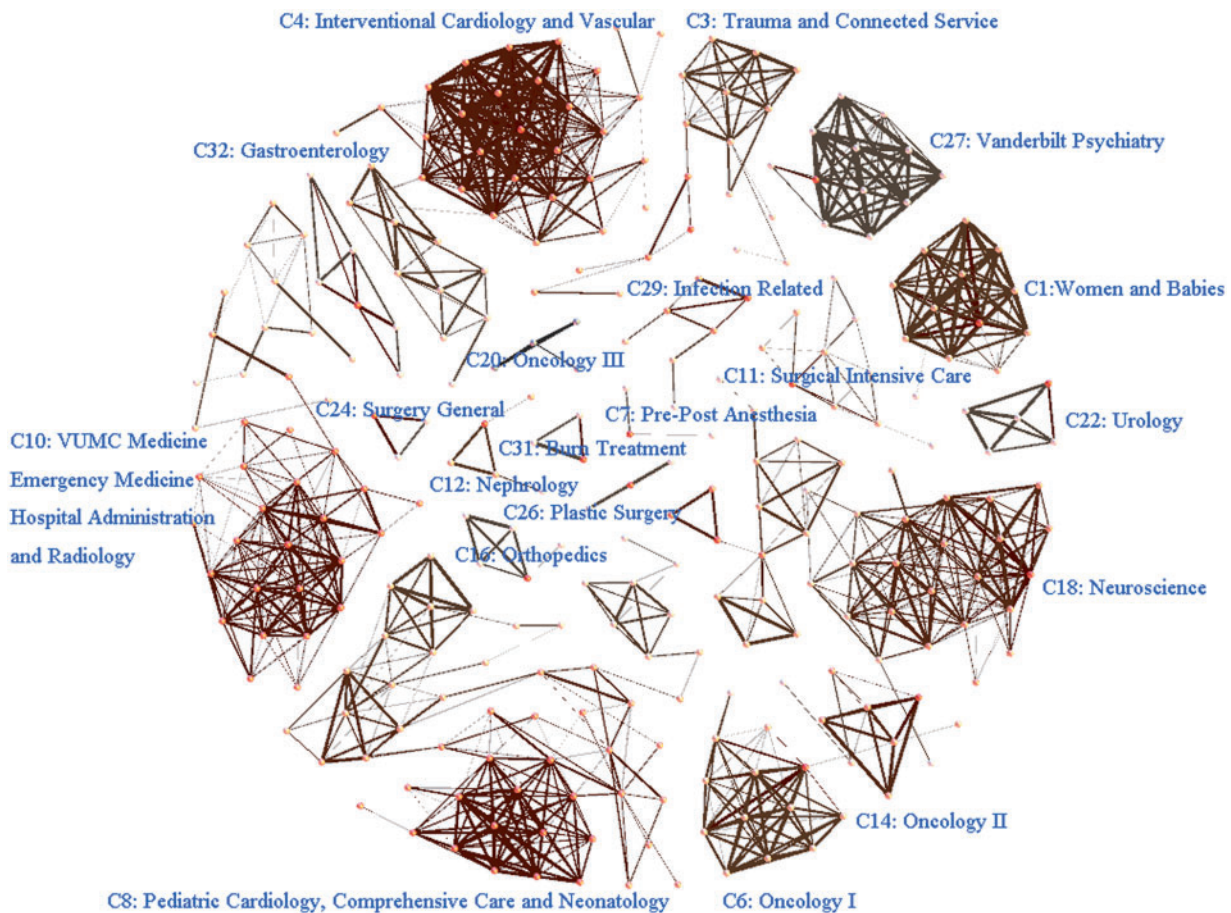 C4: Interventional Cardiology and Vascular
C3: Trauma and Connected Service
C32: Gastroenterology
C27: Vanderbilt Psychiatry
C29: Infection Related
C1:Women and Babies
C20: Oncology III
C11: Surgical Intensive Care
C24: Surgery General
C7: Pre-Post Anesthesia
C22: Urology
C10: VUMC Medicine
Emergency Medicine
Hospital Administration
and Radiology
C31: Burn Treatment
C12: Nephrology
C26: Plastic Surgery
C16: Orthopedics
C18: Neuroscience
C14: Oncology II
C8: Pediatric Cardiology, Comprehensive Care and Neonatology
C6: Oncology I